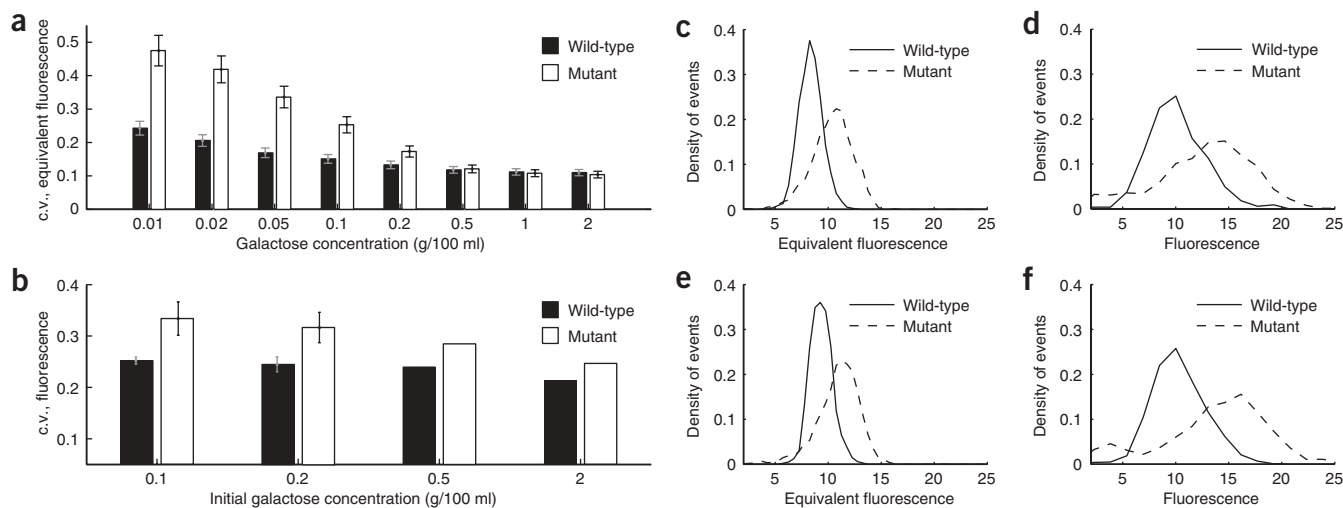 a
c.v., equivalent fluorescence
0.5
0.4
0.3
0.2
0.1
0
Wild-type
Mutant
0.01 0.02 0.05 0.1 0.2 0.5 1 2
Galactose concentration (g/100 ml)
b
c.v., fluorescence
0.4
0.3
0.2
0.1
Wild-type
Mutant
0.1 0.2 0.5 2
Initial galactose concentration (g/100 ml)
c
Density of events
0.4
0.3
0.2
0.1
0
Wild-type
Mutant
5 10 15 20 25
Equivalent fluorescence
d
Density of events
0.4
0.3
0.2
0.1
0
Wild-type
Mutant
5 10 15 20 25
Fluorescence
e
Density of events
0.4
0.3
0.2
0.1
0
Wild-type
Mutant
5 10 15 20 25
Equivalent fluorescence
f
Density of events
0.4
0.3
0.2
0.1
0
Wild-type
Mutant
5 10 15 20 25
Fluorescence